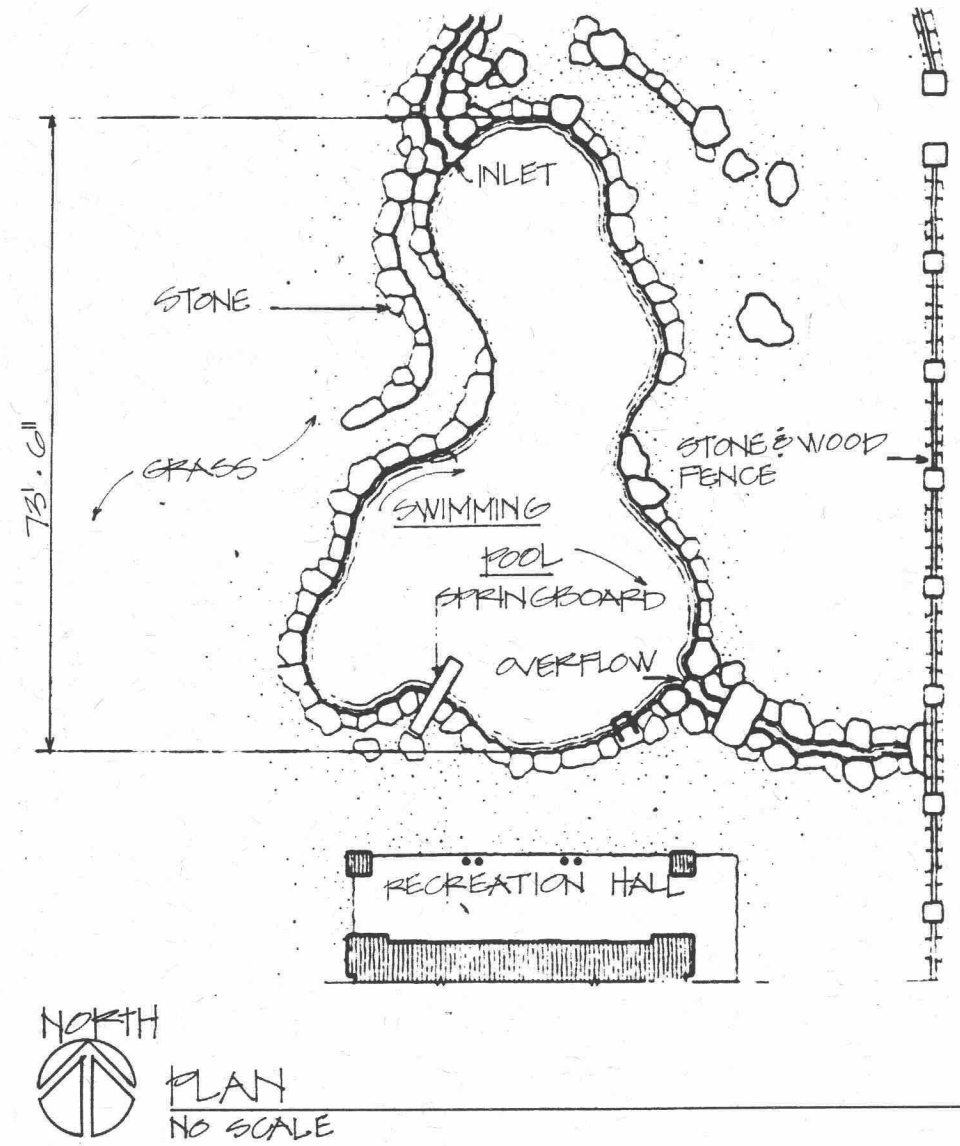 INLET
STONE
73'.6"
GRASS
STONE & WOOD
FENCE
SWIMMING
POOL
SPRINGBOARD
OVERFLOW
RECREATION HALL
NORTH
PLAN
NO SCALE